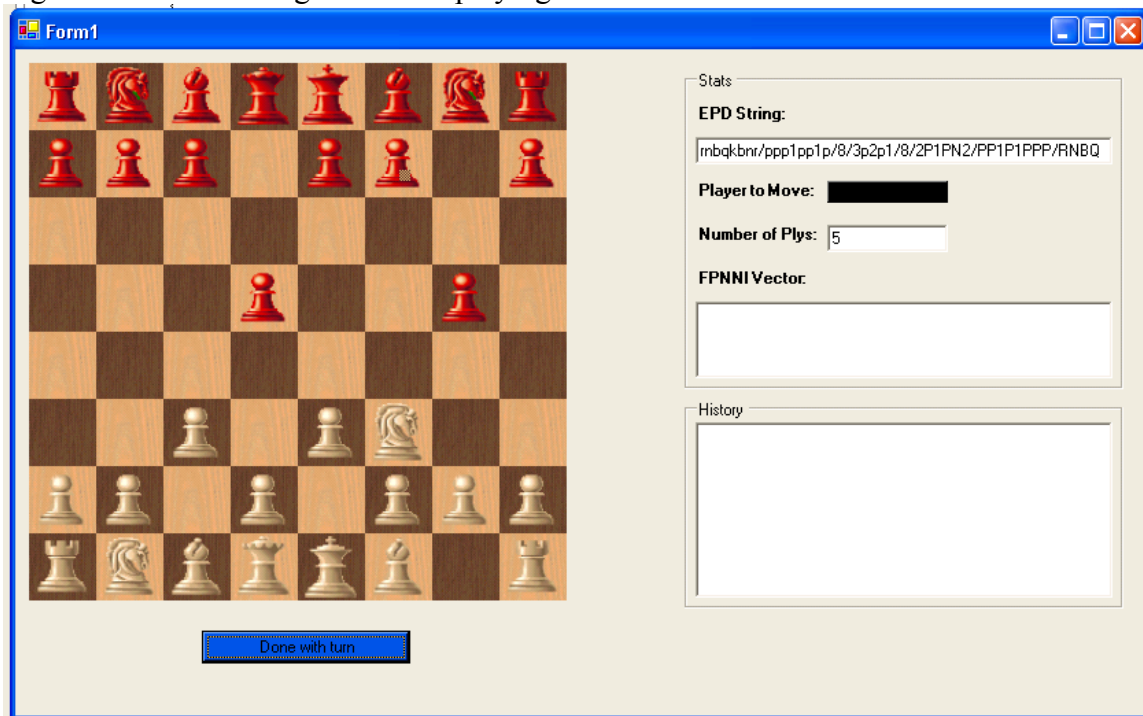 Form1
Stats
EPD String:
rnbqkbnr/ppp1pp1p/8/3p2p1/8/2P1PN2/PP1P1PPP/RNBQ
Player to Move:
Number of Plys: 5
FPNNI Vector:
History
Done with turn